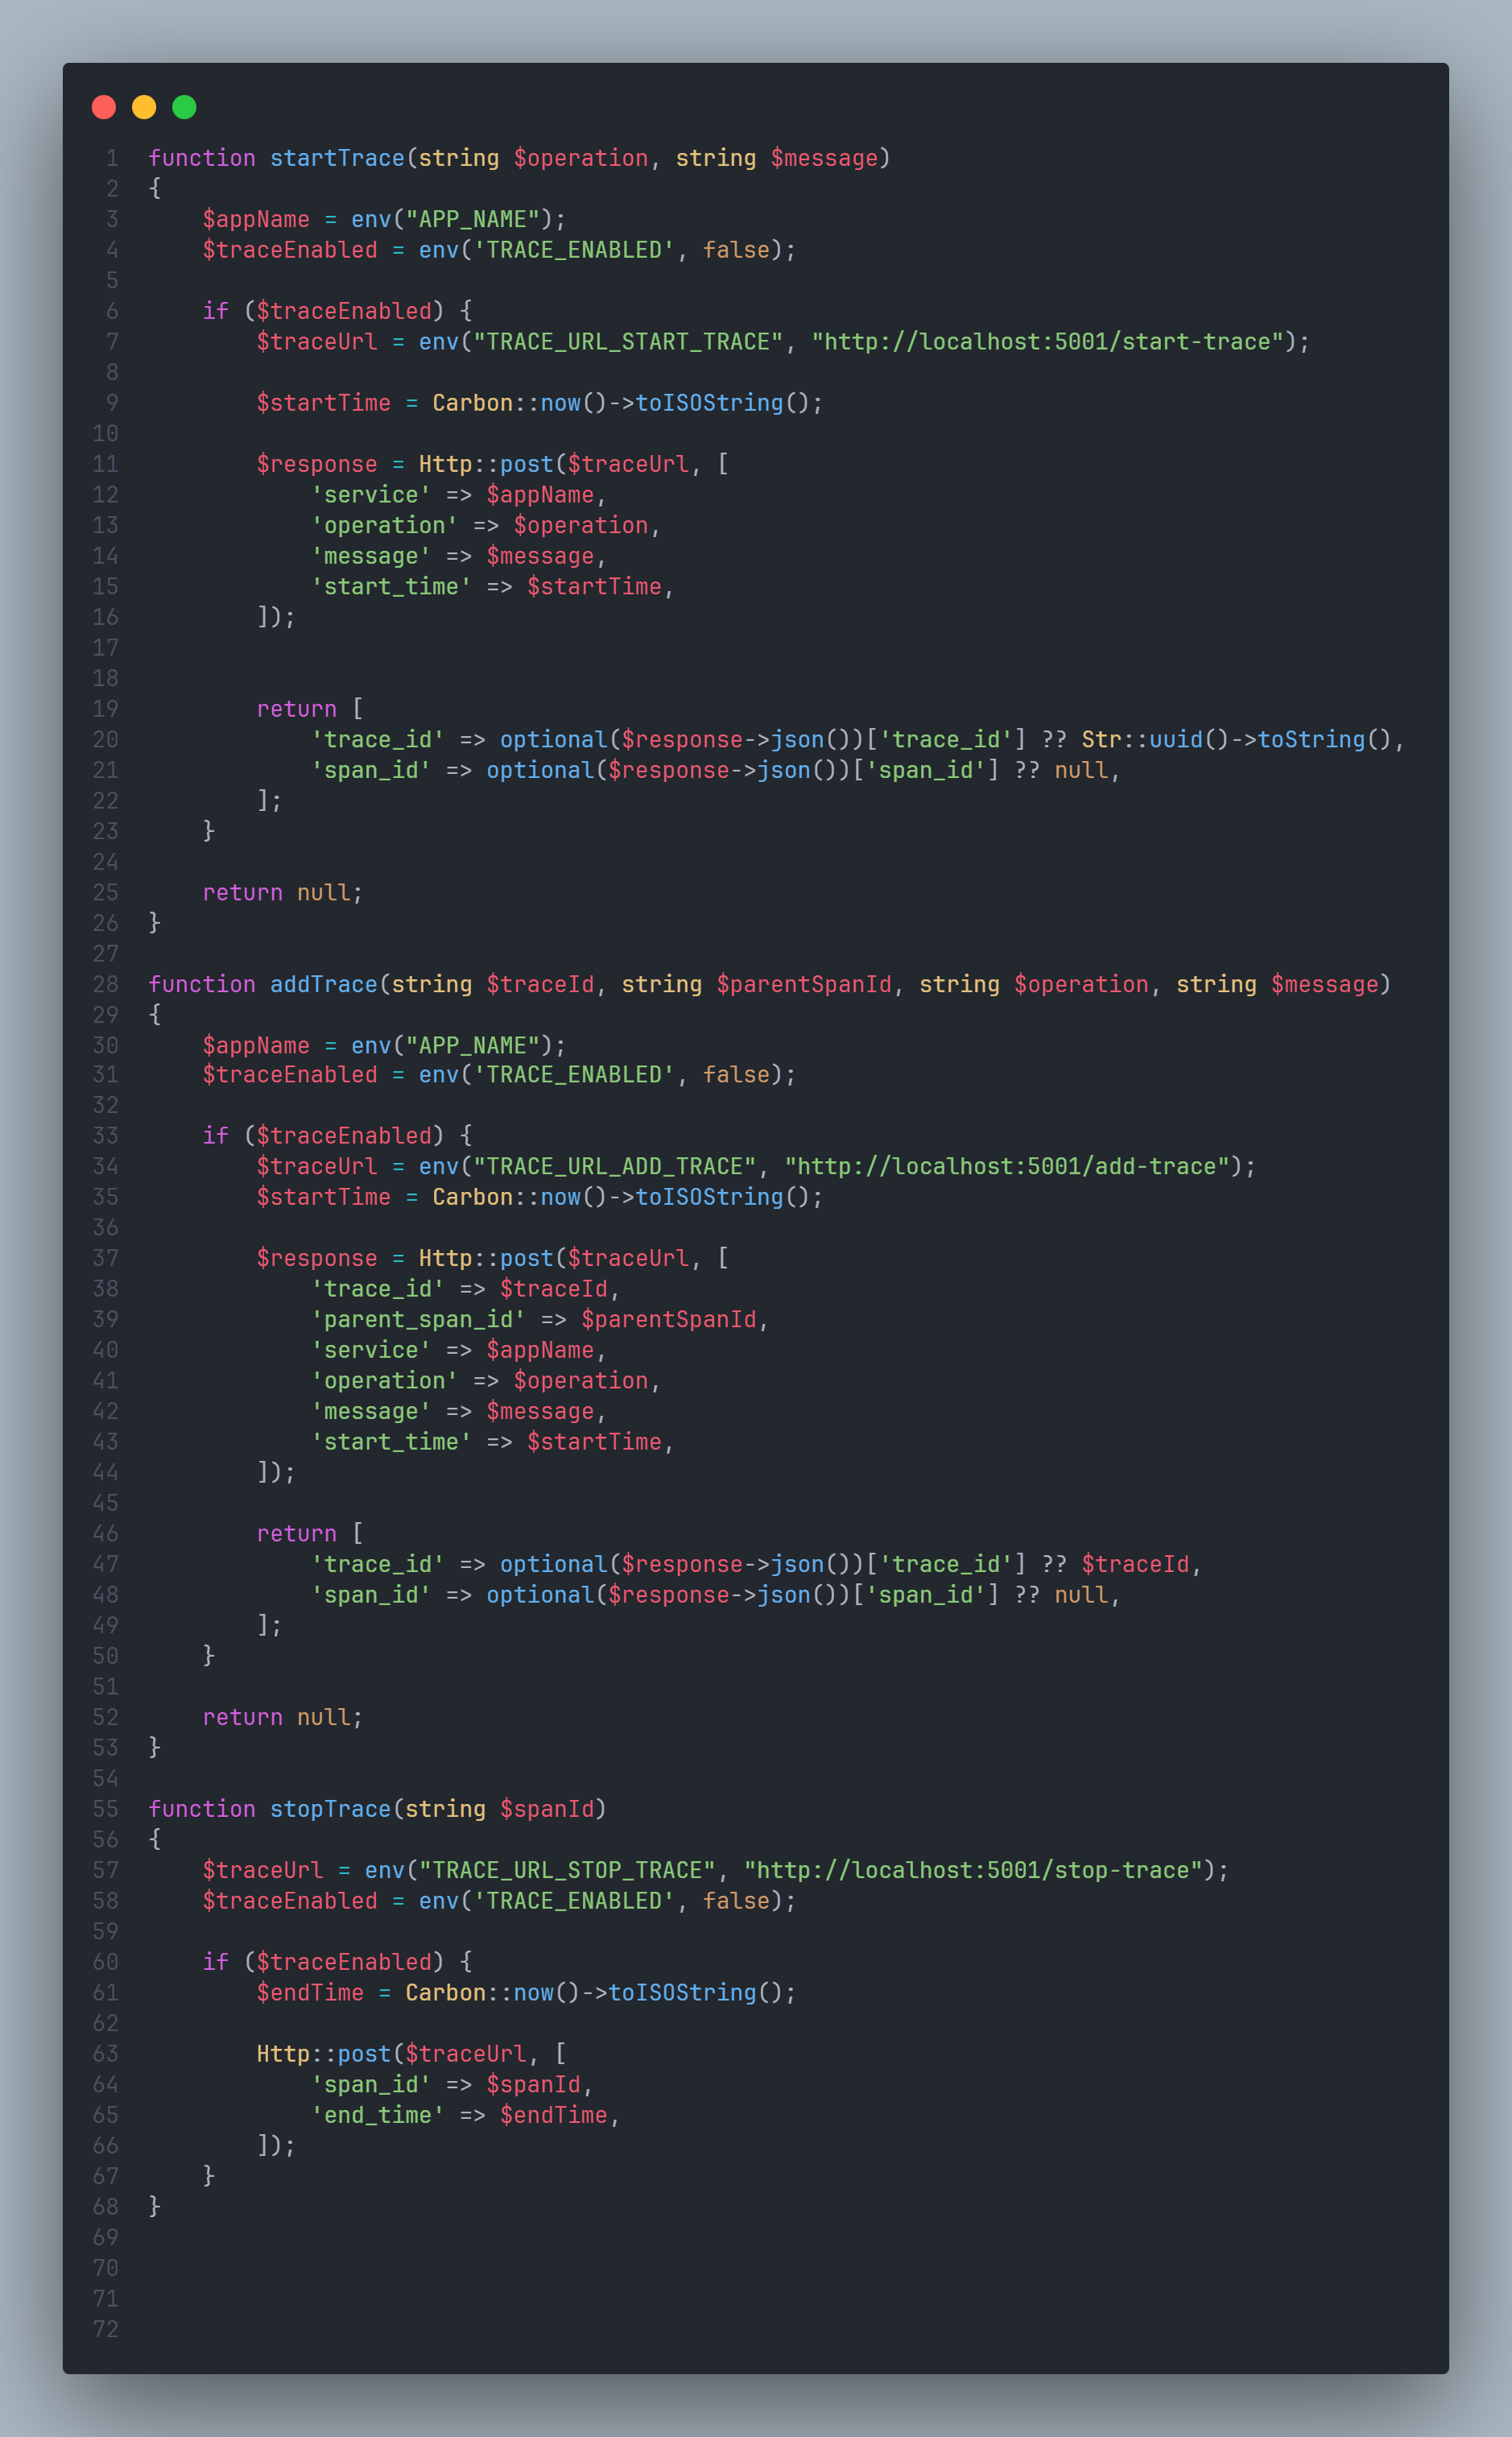 1 function startTrace(string $operation, string $message)
2 {
3     $appName = env("APP_NAME");
4     $traceEnabled = env('TRACE_ENABLED', false);
5
6     if ($traceEnabled) {
7         $traceUrl = env("TRACE_URL_START_TRACE", "http://localhost:5001/start-trace");
8
9         $startTime = Carbon::now()->toISOString();
10
11         $response = Http::post($traceUrl, [
12             'service' => $appName,
13             'operation' => $operation,
14             'message' => $message,
15             'start_time' => $startTime,
16         ]);
17
18
19         return [
20             'trace_id' => optional($response->json())['trace_id'] ?? Str::uuid()->toString(),
21             'span_id' => optional($response->json())['span_id'] ?? null,
22         ];
23     }
24
25     return null;
26 }
27
28 function addTrace(string $traceId, string $parentSpanId, string $operation, string $message)
29 {
30     $appName = env("APP_NAME");
31     $traceEnabled = env('TRACE_ENABLED', false);
32
33     if ($traceEnabled) {
34         $traceUrl = env("TRACE_URL_ADD_TRACE", "http://localhost:5001/add-trace");
35         $startTime = Carbon::now()->toISOString();
36
37         $response = Http::post($traceUrl, [
38             'trace_id' => $traceId,
39             'parent_span_id' => $parentSpanId,
40             'service' => $appName,
41             'operation' => $operation,
42             'message' => $message,
43             'start_time' => $startTime,
44         ]);
45
46         return [
47             'trace_id' => optional($response->json())['trace_id'] ?? $traceId,
48             'span_id' => optional($response->json())['span_id'] ?? null,
49         ];
50     }
51
52     return null;
53 }
54
55 function stopTrace(string $spanId)
56 {
57     $traceUrl = env("TRACE_URL_STOP_TRACE", "http://localhost:5001/stop-trace");
58     $traceEnabled = env('TRACE_ENABLED', false);
59
60     if ($traceEnabled) {
61         $endTime = Carbon::now()->toISOString();
62
63         Http::post($traceUrl, [
64             'span_id' => $spanId,
65             'end_time' => $endTime,
66         ]);
67     }
68 }
69
70
71
72